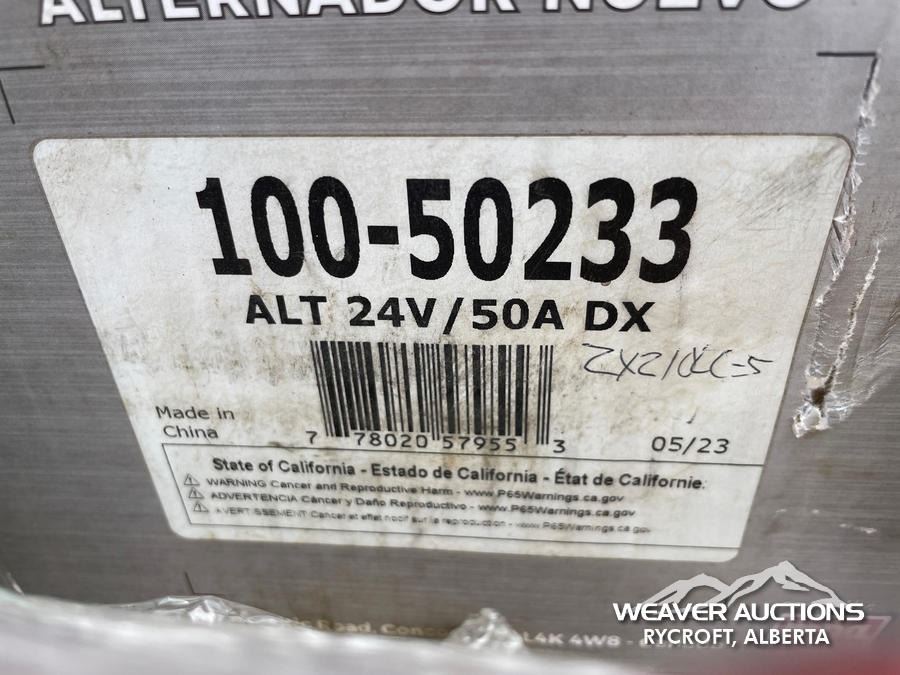 ALTERNADOR NUEVO
100-50233
ALT 24V/50A DX
Made in
China
7 78020 57955 3
05/23
State of California - Estado de California - État de Californie:
WARNING Cancer and Reproductive Harm - www.P65Warnings.ca.gov
ADVERTENCIA Cáncer y Daño Reproductivo - www.P65Warnings.ca.gov
AVERTISSEMENT Cancer et effet nocif sur la reproduction - www.P65Warnings.ca.gov
Road, L4K 4W8 -
WEAVER AUCTIONS
RYCROFT, ALBERTA